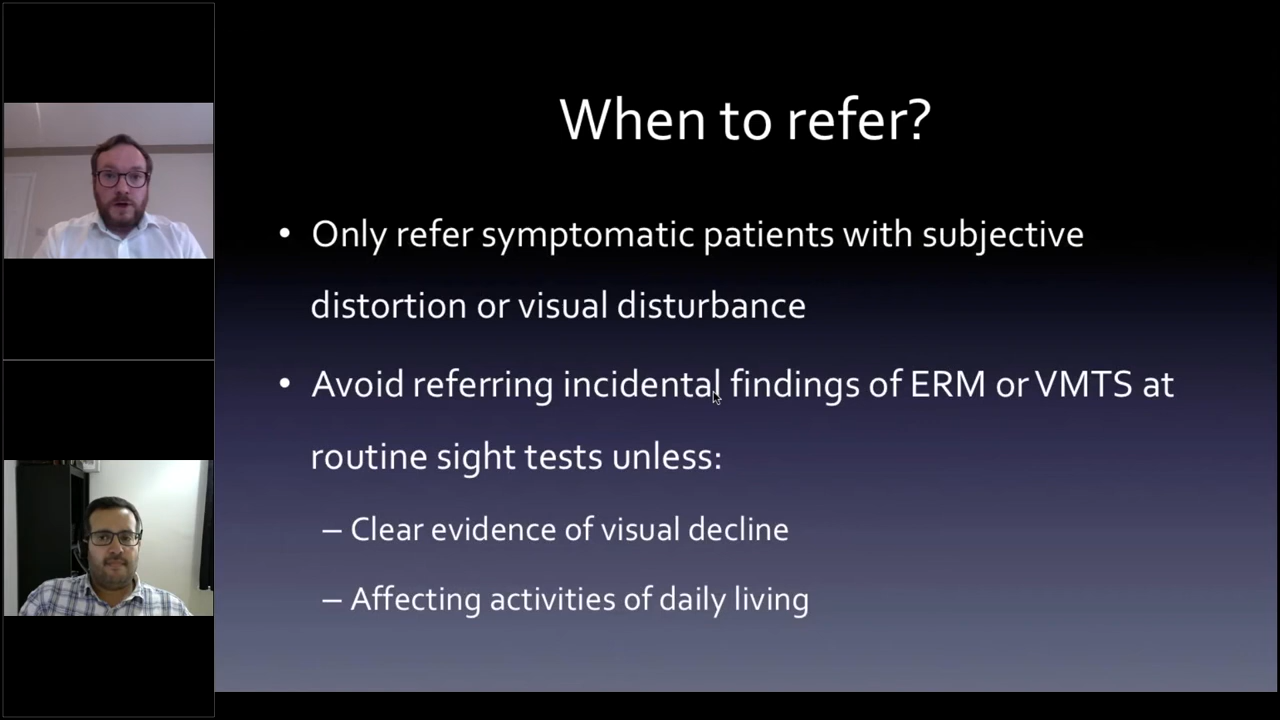 When to refer?
• Only refer symptomatic patients with subjective
distortion or visual disturbance
• Avoid referring incidental findings of ERM or VMTS at
routine sight tests unless:
– Clear evidence of visual decline
– Affecting activities of daily living